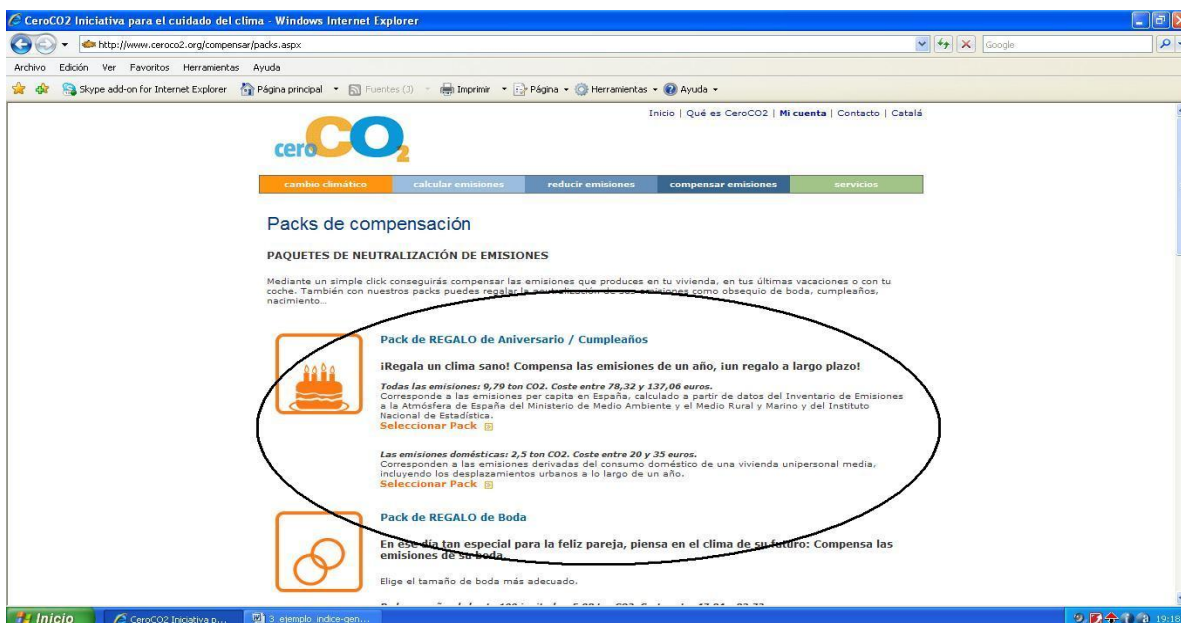 CeroCO2 Iniciativa para el cuidado del clima - Windows Internet Explorer
http://www.ceroco2.org/compensar/packs.aspx
Google
Archivo Edición Ver Favoritos Herramientas Ayuda
Skype add-on for Internet Explorer Página principal Fuentes (3) Imprimir Página Herramientas Ayuda
Inicio | Qué es CeroCO2 | Mi cuenta | Contacto | Catalá
ceroCO2
cambio climático calcular emisiones reducir emisiones compensar emisiones servicios
Packs de compensación
PAQUETES DE NEUTRALIZACIÓN DE EMISIONES
Mediante un simple click conseguirás compensar las emisiones que produces en tu vivienda, en tus últimas vacaciones o con tu
coche. También con nuestros packs puedes regalar la neutralización de sus emisiones como obsequio de boda, cumpleaños,
nacimiento...
Pack de REGALO de Aniversario / Cumpleaños
¡Regala un clima sano! Compensa las emisiones de un año, ¡un regalo a largo plazo!
Todas las emisiones: 9,79 ton CO2. Coste entre 78,32 y 137,06 euros.
Corresponde a las emisiones per capita en España, calculado a partir de datos del Inventario de Emisiones
a la Atmósfera de España del Ministerio de Medio Ambiente y el Medio Rural y Marino y del Instituto
Nacional de Estadística.
Seleccionar Pack
Las emisiones domésticas: 2,5 ton CO2. Coste entre 20 y 35 euros.
Corresponden a las emisiones derivadas del consumo doméstico de una vivienda unipersonal media,
incluyendo los desplazamientos urbanos a lo largo de un año.
Seleccionar Pack
Pack de REGALO de Boda
En ese día tan especial para la feliz pareja, piensa en el clima de su futuro: Compensa las
emisiones de su boda.
Elige el tamaño de boda más adecuado.
Inicio CeroCO2 Iniciativa p... 3_ejemplo_indice-gen... 19:18